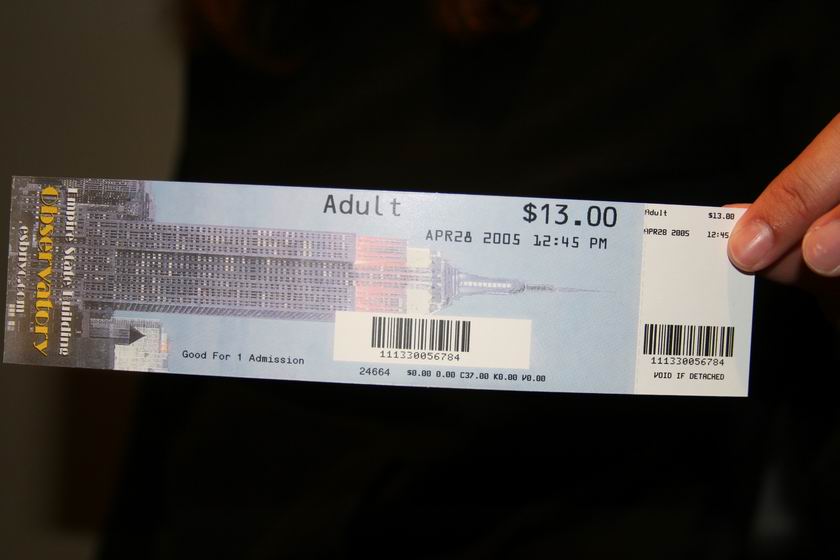 Empire State Building
Observatory
esbnyc.com
Adult
$13.00
APR28 2005 12:45 PM
111330056784
Good For 1 Admission
24664 $0.00 0.00 C37.00 K0.00 V0.00
Adult $13.00
APR28 2005 12:45
111330056784
VOID IF DETACHED